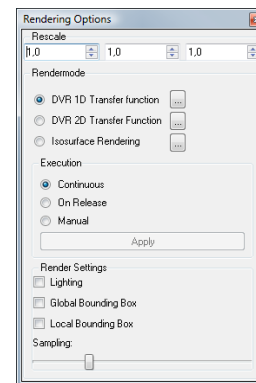 Rendering Options
Rescale
1,0 1,0 1,0
Rendermode
DVR 1D Transfer function ...
DVR 2D Transfer Function ...
Isosurface Rendering ...
Execution
Continuous
On Release
Manual
Apply
Render Settings
Lighting
Global Bounding Box
Local Bounding Box
Sampling: